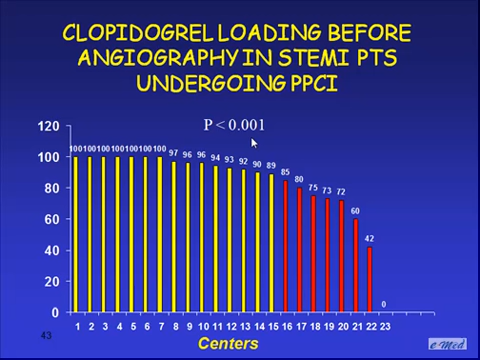 CLOPIDOGREL LOADING BEFORE
ANGIOGRAPHY IN STEMI PTS
UNDERGOING PPCI
P < 0.001
120
100
80
60
40
20
0
100 100 100 100 100 100 100 97 96 96 94 93 92 90 89 85 80 75 73 72 60 42 0
1 2 3 4 5 6 7 8 9 10 11 12 13 14 15 16 17 18 19 20 21 22 23
Centers
43
e Med